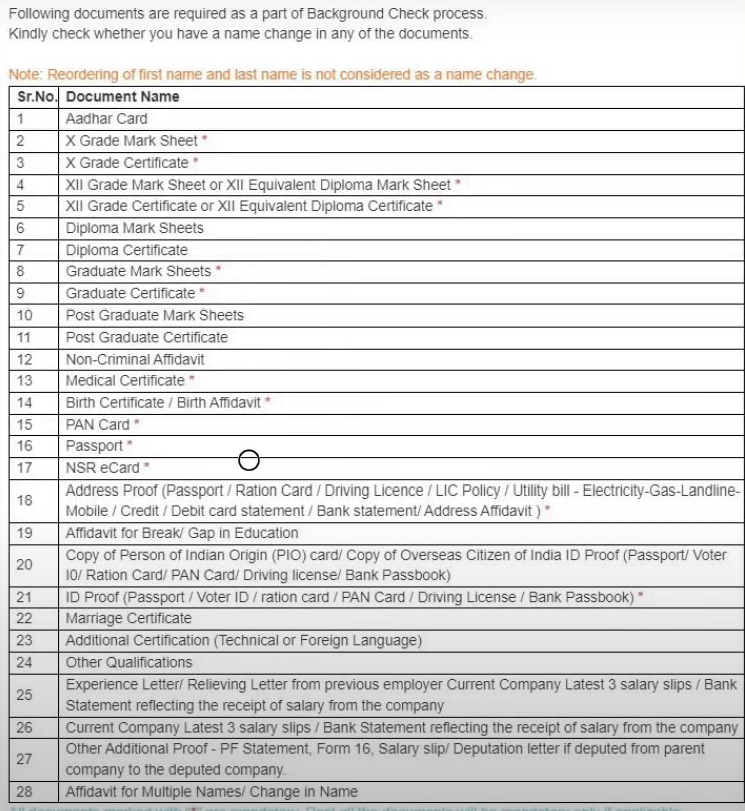 Following documents are required as a part of Background Check process.
Kindly check whether you have a name change in any of the documents.
Note: Reordering of first name and last name is not considered as a name change.
Sr.No. Document Name
1 Aadhar Card
2 X Grade Mark Sheet *
3 X Grade Certificate *
4 XII Grade Mark Sheet or XII Equivalent Diploma Mark Sheet *
5 XII Grade Certificate or XII Equivalent Diploma Certificate *
6 Diploma Mark Sheets
7 Diploma Certificate
8 Graduate Mark Sheets *
9 Graduate Certificate *
10 Post Graduate Mark Sheets
11 Post Graduate Certificate
12 Non-Criminal Affidavit
13 Medical Certificate *
14 Birth Certificate / Birth Affidavit *
15 PAN Card *
16 Passport *
17 NSR eCard *
18 Address Proof (Passport / Ration Card / Driving Licence / LIC Policy / Utility bill - Electricity-Gas-Landline-
Mobile / Credit / Debit card statement / Bank statement/ Address Affidavit ) *
19 Affidavit for Break/ Gap in Education
20 Copy of Person of Indian Origin (PIO) card/ Copy of Overseas Citizen of India ID Proof (Passport/ Voter
I0/ Ration Card/ PAN Card/ Driving license/ Bank Passbook)
21 ID Proof (Passport / Voter ID / ration card / PAN Card / Driving License / Bank Passbook) *
22 Marriage Certificate
23 Additional Certification (Technical or Foreign Language)
24 Other Qualifications
25 Experience Letter/ Relieving Letter from previous employer Current Company Latest 3 salary slips / Bank
Statement reflecting the receipt of salary from the company
26 Current Company Latest 3 salary slips / Bank Statement reflecting the receipt of salary from the company
27 Other Additional Proof - PF Statement, Form 16, Salary slip/ Deputation letter if deputed from parent
company to the deputed company.
28 Affidavit for Multiple Names/ Change in Name